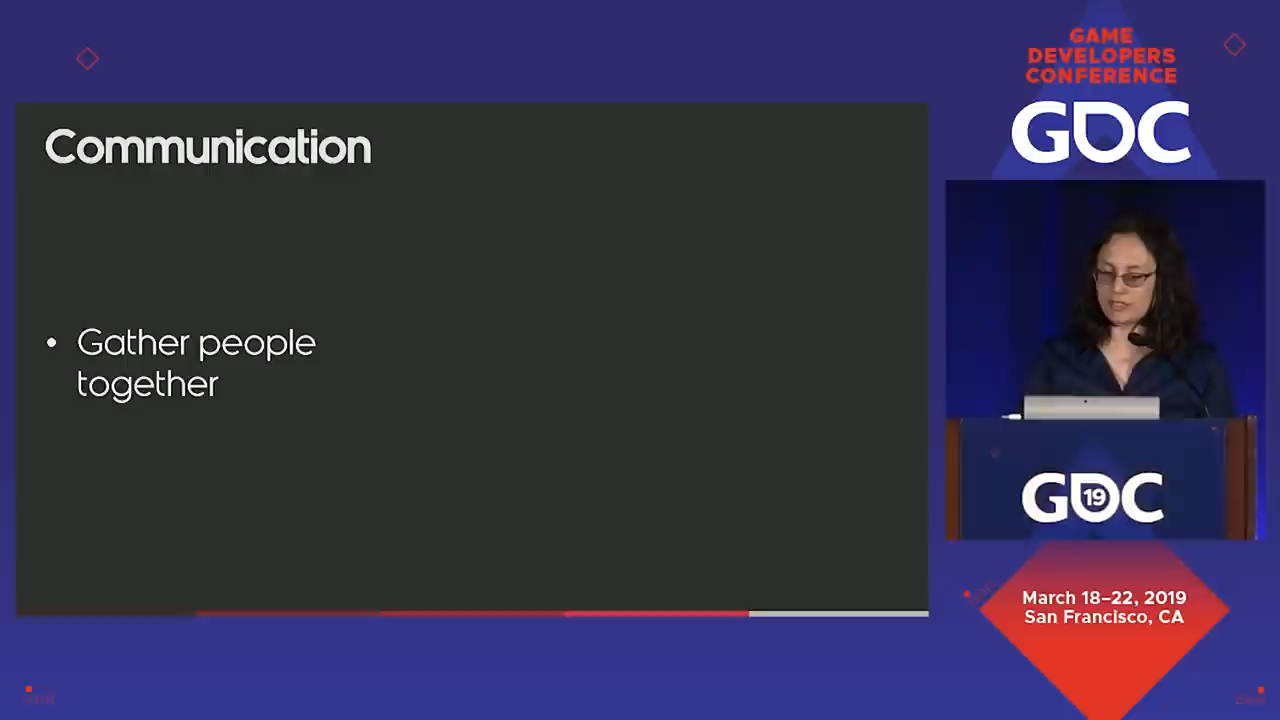 Communication
• Gather people
together
GAME
DEVELOPERS
CONFERENCE
GDC
GDC
19
March 18–22, 2019
San Francisco, CA